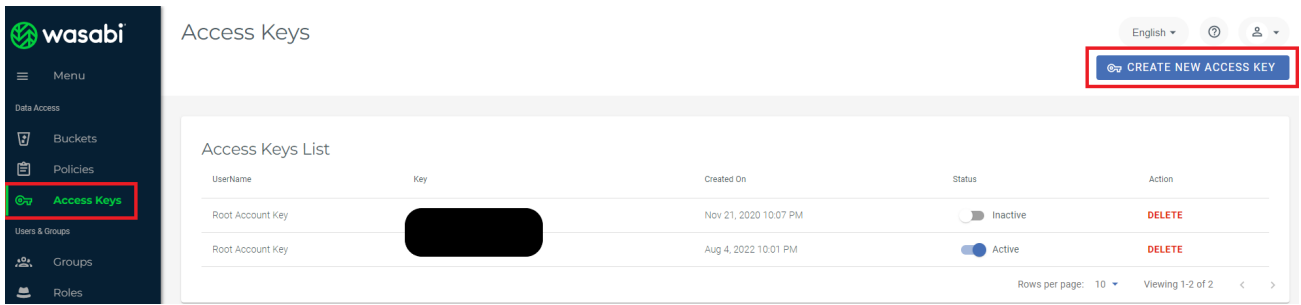 wasabi
Access Keys
English
CREATE NEW ACCESS KEY
Menu
Data Access
Buckets
Policies
Access Keys
Users & Groups
Groups
Roles
Access Keys List
UserName Key Created On Status Action
Root Account Key Nov 21, 2020 10:07 PM Inactive DELETE
Root Account Key Aug 4, 2022 10:01 PM Active DELETE
Rows per page: 10 Viewing 1-2 of 2